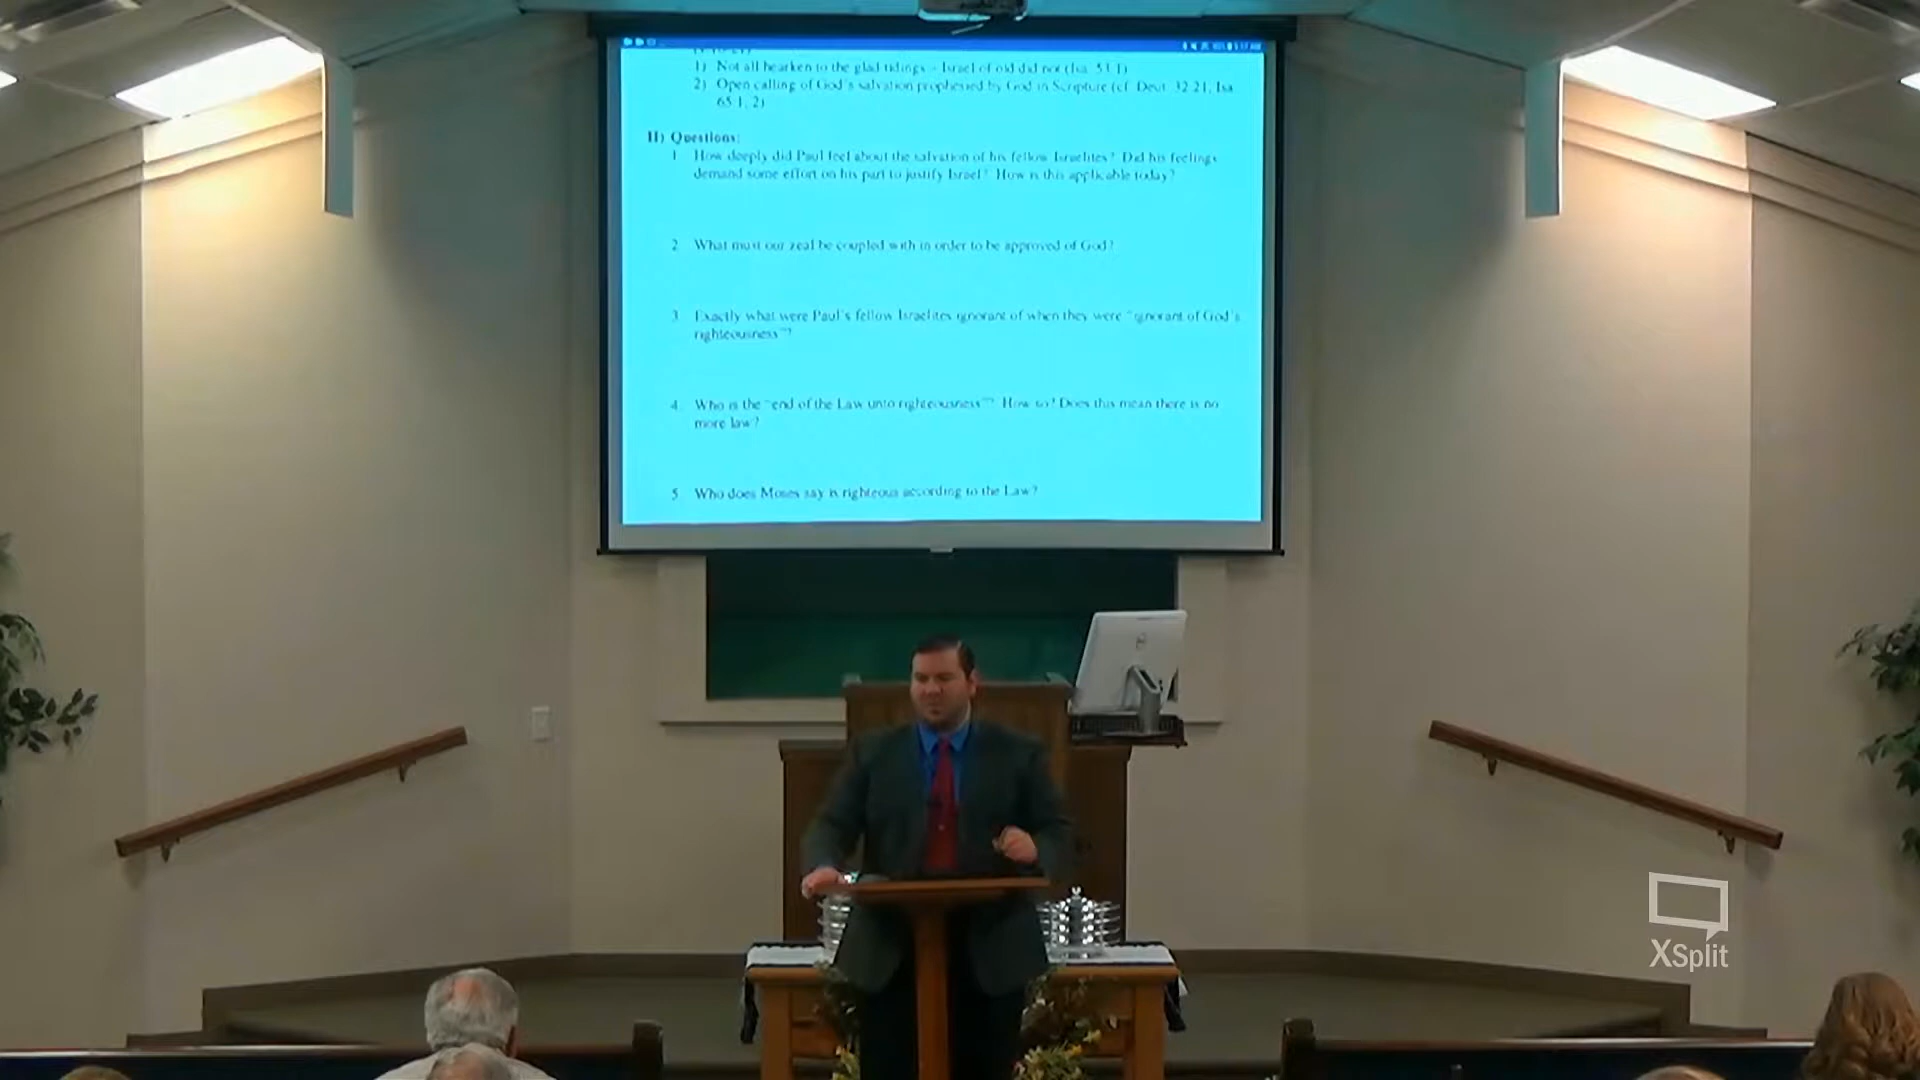 1) Not all hearken to the glad tidings – Israel of old did not (Isa. 53:1)
2) Open calling of God's salvation prophesied by God in Scripture (cf. Deut. 32:21; Isa.
65:1, 2)
II) Questions:
1. How deeply did Paul feel about the salvation of his fellow Israelites? Did his feelings
demand some effort on his part to justify Israel? How is this applicable today?
2. What must our zeal be coupled with in order to be approved of God?
3. Exactly what were Paul's fellow Israelites ignorant of when they were "ignorant of God's
righteousness"?
4. Who is the "end of the Law unto righteousness"? How so? Does this mean there is no
more law?
5. Who does Moses say is righteous according to the Law?
XSplit